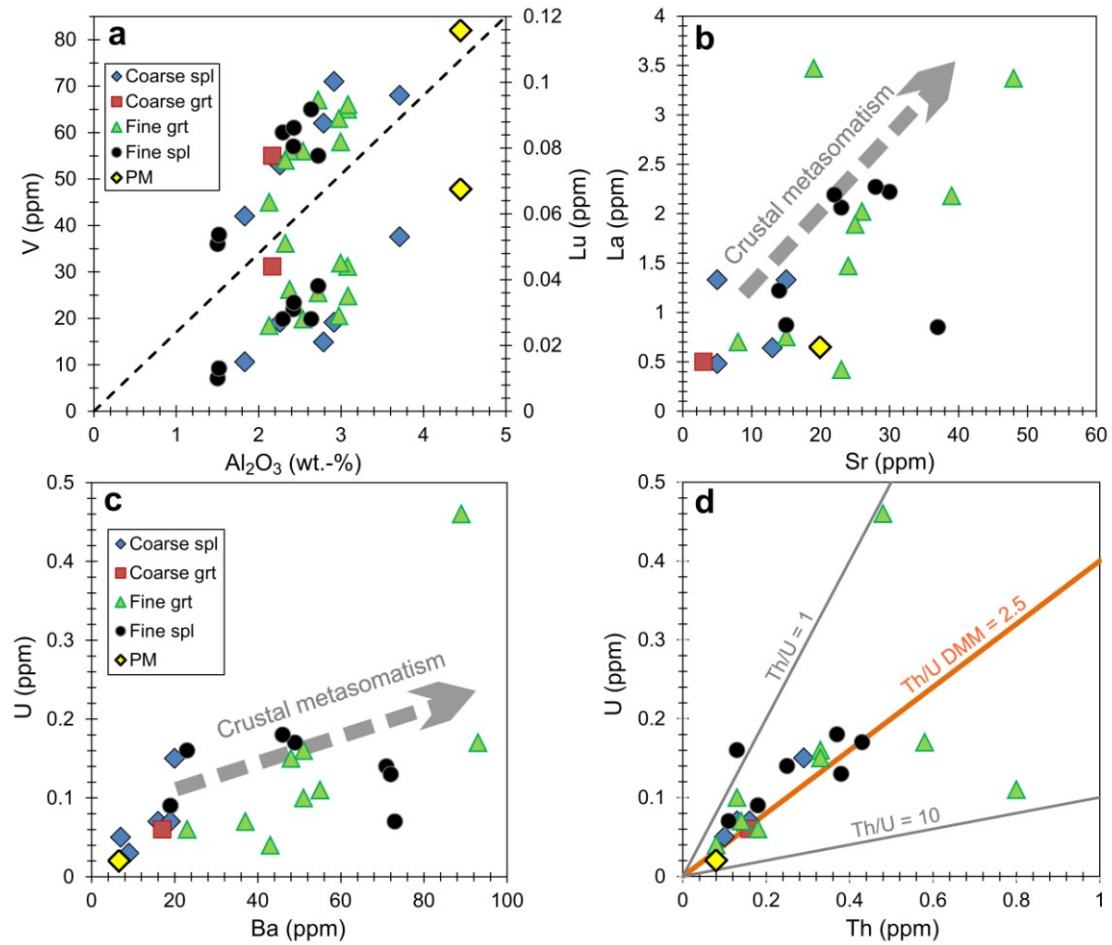 a
V (ppm)
80
70
60
50
40
30
20
10
0
Coarse spl
Coarse grt
Fine grt
Fine spl
PM
0.12
0.1
0.08
0.06
0.04
0.02
0
Lu (ppm)
0 1 2 3 4 5
Al₂O₃ (wt.-%)
b
La (ppm)
4
3.5
3
2.5
2
1.5
1
0.5
0
Crustal metasomatism
0 20 40 60
Sr (ppm)
c
U (ppm)
0.5
0.4
0.3
0.2
0.1
0
Coarse spl
Coarse grt
Fine grt
Fine spl
PM
Crustal metasomatism
0 20 40 60 80 100
Ba (ppm)
d
U (ppm)
0.5
0.4
0.3
0.2
0.1
0
Th/U = 1
Th/U DMM = 2.5
Th/U = 10
0 0.2 0.4 0.6 0.8 1
Th (ppm)